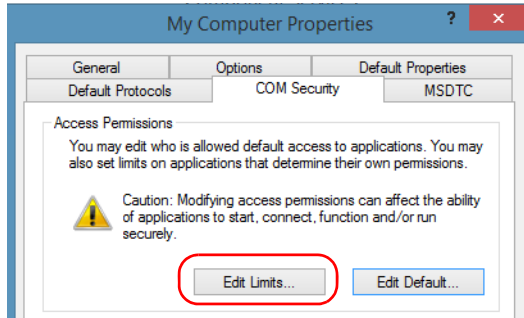 My Computer Properties ? ×
General Options Default Properties
Default Protocols COM Security MSDTC
Access Permissions
You may edit who is allowed default access to applications. You may
also set limits on applications that determine their own permissions.
Caution: Modifying access permissions can affect the ability
of applications to start, connect, function and/or run
securely.
Edit Limits... Edit Default...